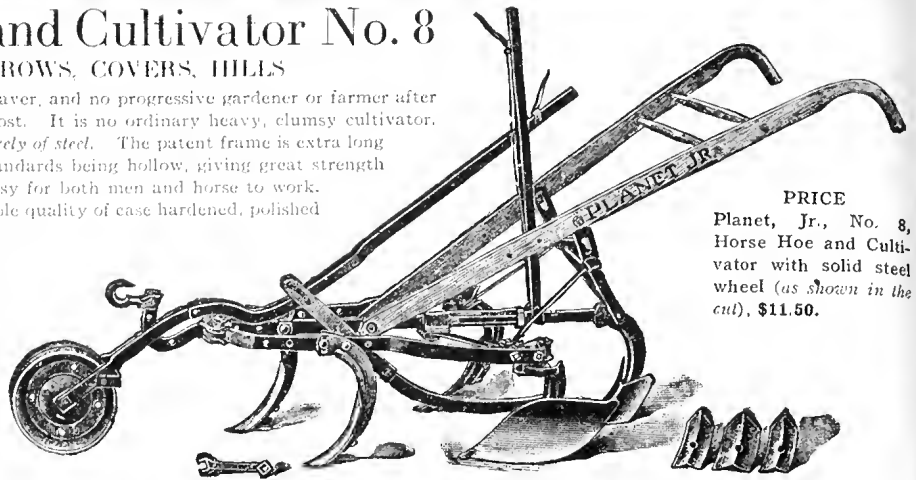 and Cultivator No. 8
ROWS, COVERS, HILLS
aver, and no progressive gardener or farmer after
ost. It is no ordinary heavy, clumsy cultivator.
ely of steel. The patent frame is extra long
andards being hollow, giving great strength
sy for both men and horse to work.
ble quality of case hardened, polished
PLANET JR.
PRICE
Planet, Jr., No. 8,
Horse Hoe and Culti-
vator with solid steel
wheel (as shown in the
cut), $11.50.